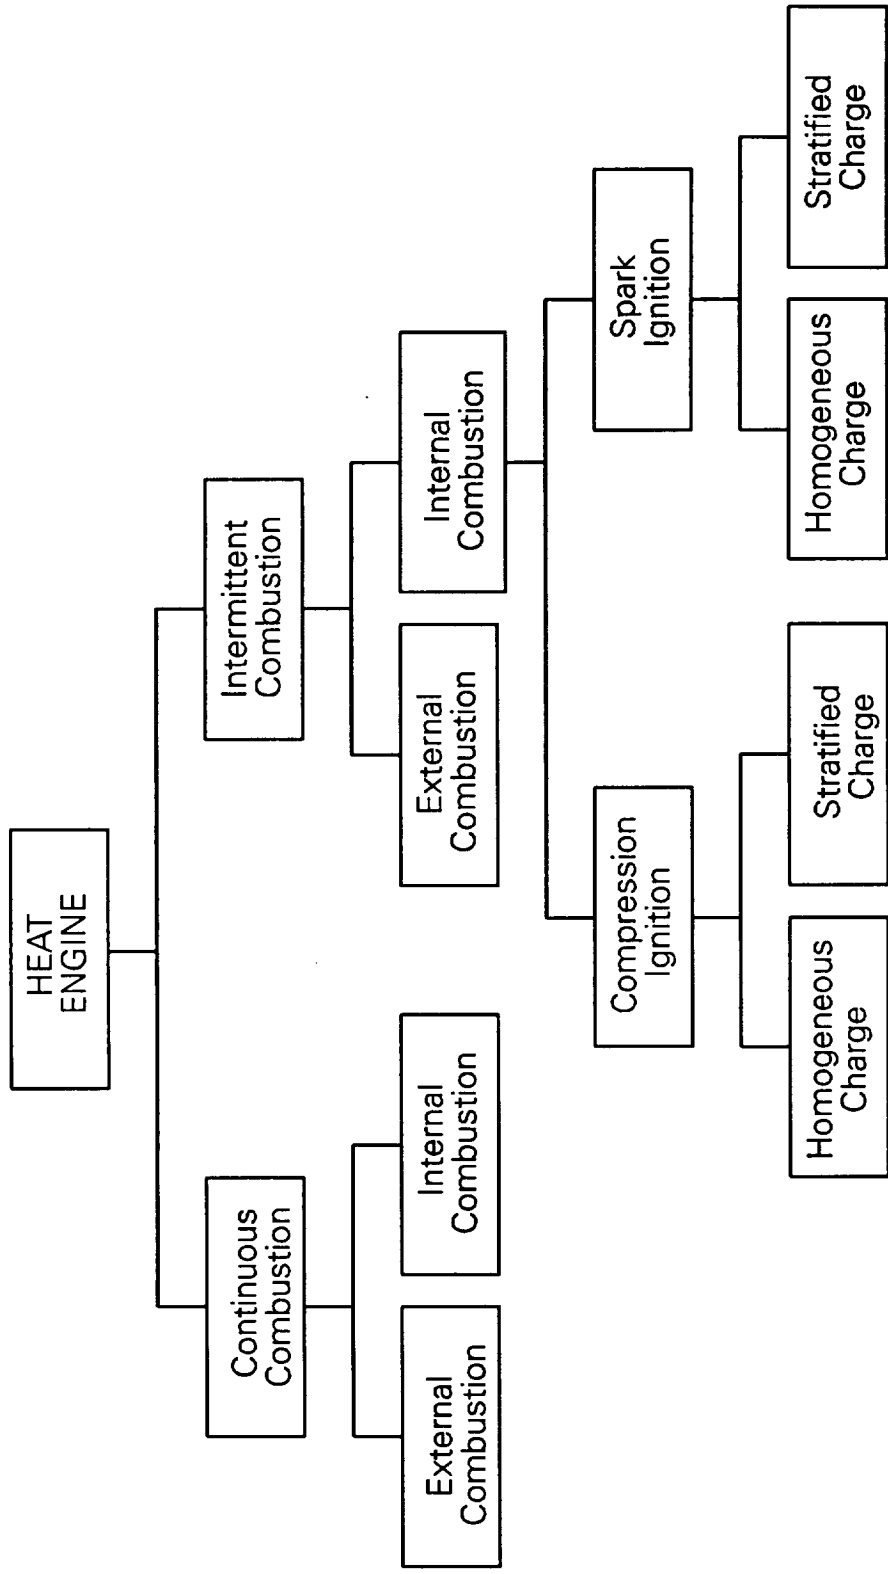 HEAT
ENGINE
Continuous
Combustion
Intermittent
Combustion
External
Combustion
Internal
Combustion
External
Combustion
Internal
Combustion
Compression
Ignition
Spark
Ignition
Homogeneous
Charge
Stratified
Charge
Homogeneous
Charge
Stratified
Charge